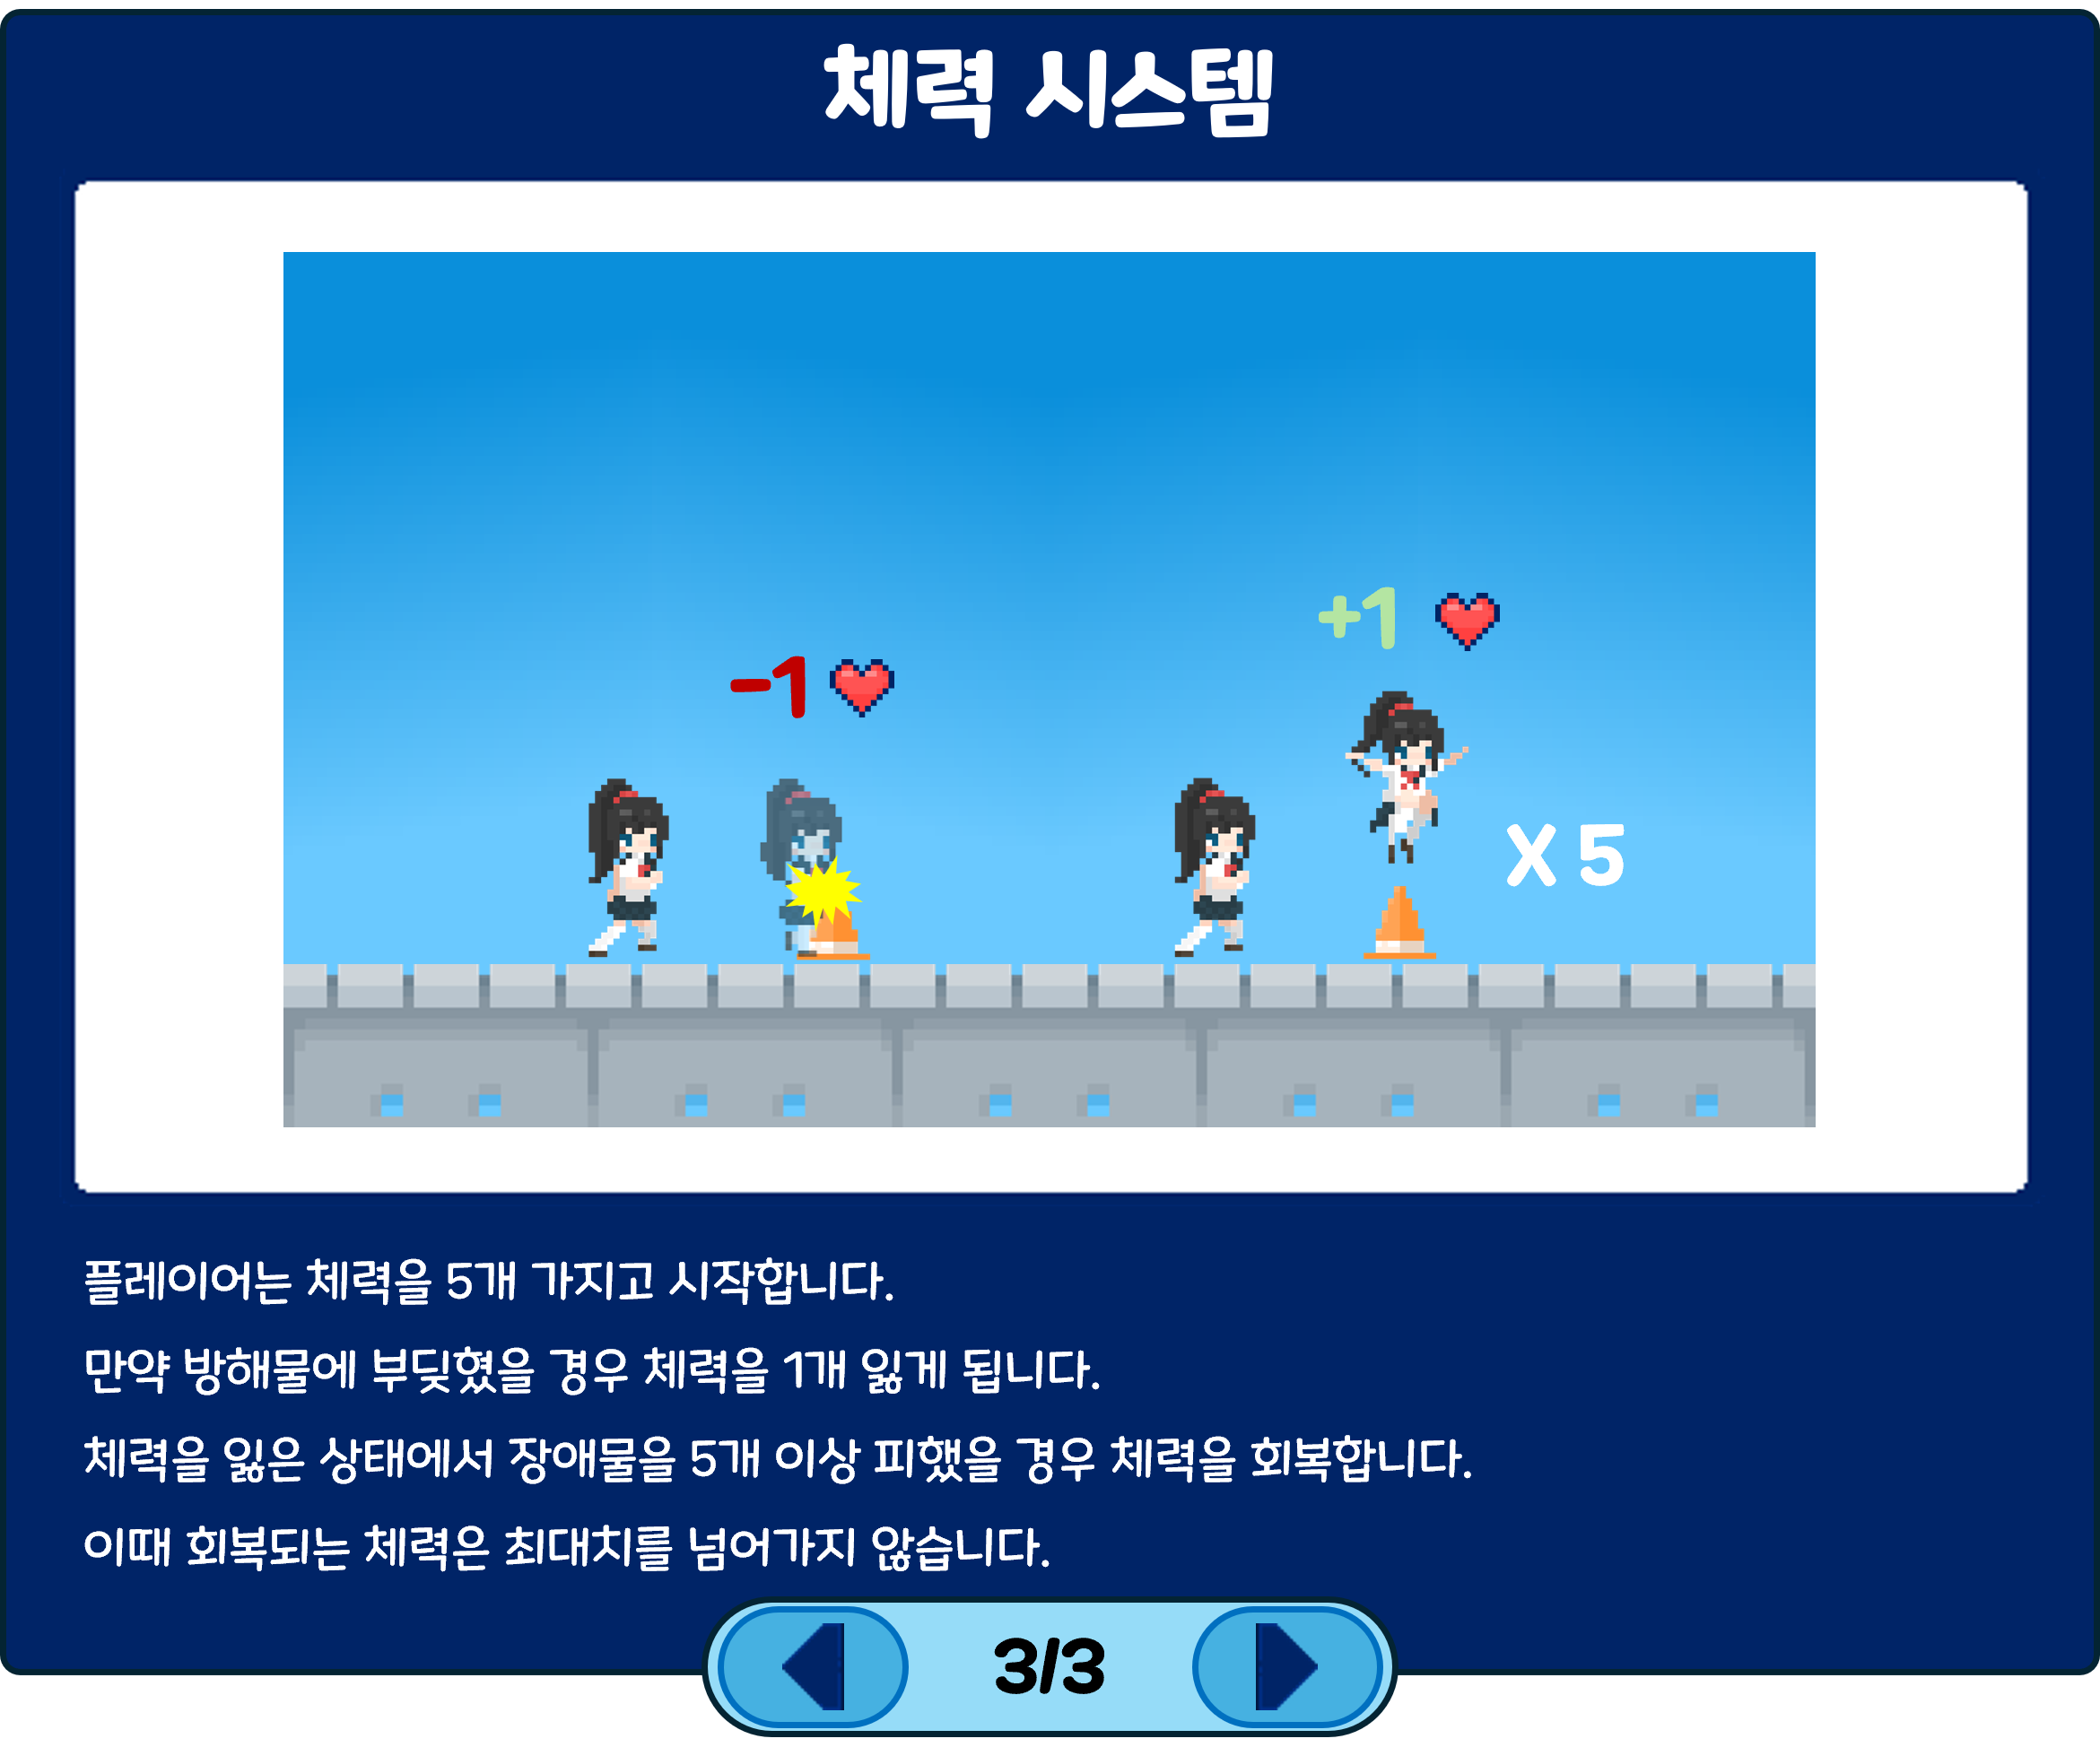 체력 시스템
+1
-1
X 5
플레이어는 체력을 5개 가지고 시작합니다.
만약 방해물에 부딪혔을 경우 체력을 1개 잃게 됩니다.
체력을 잃은 상태에서 장애물을 5개 이상 피했을 경우 체력을 회복합니다.
이때 회복되는 체력은 최대치를 넘어가지 않습니다.
3/3